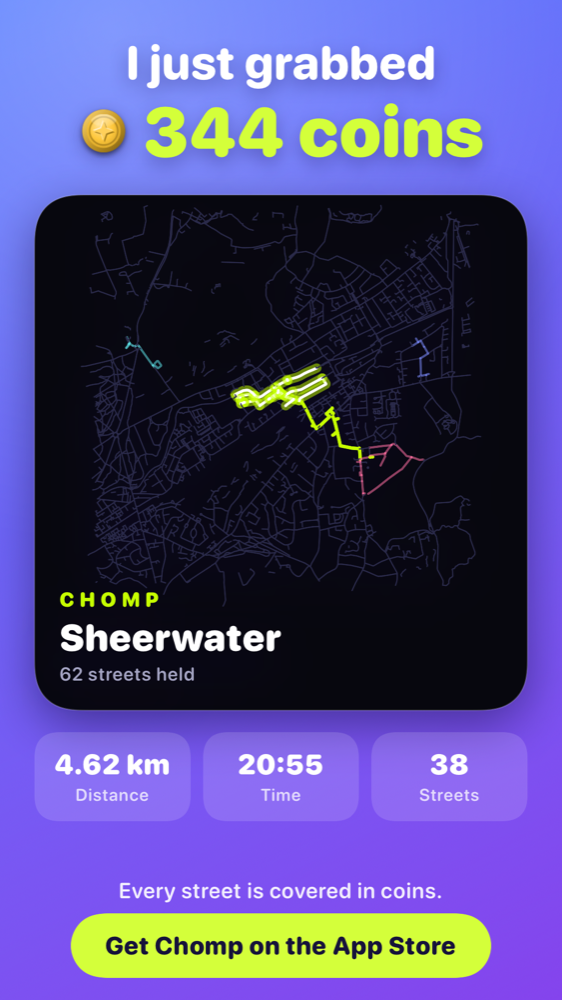 I just grabbed
344 coins
CHOMP
Sheerwater
62 streets held
4.62 km
Distance
20:55
Time
38
Streets
Every street is covered in coins.
Get Chomp on the App Store